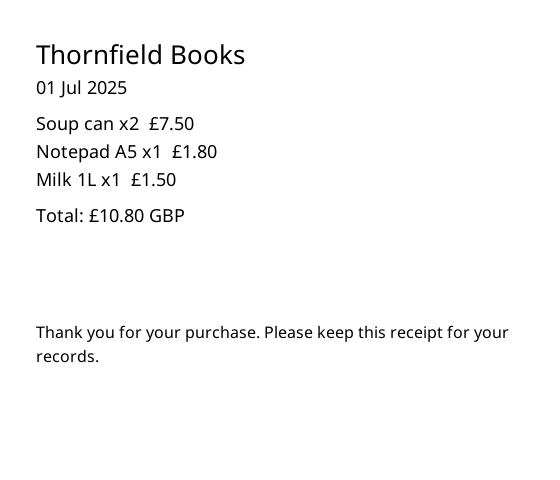 Thornfield Books
01 Jul 2025
Soup can x2  £7.50
Notepad A5 x1  £1.80
Milk 1L x1  £1.50
Total: £10.80 GBP
Thank you for your purchase. Please keep this receipt for your
records.